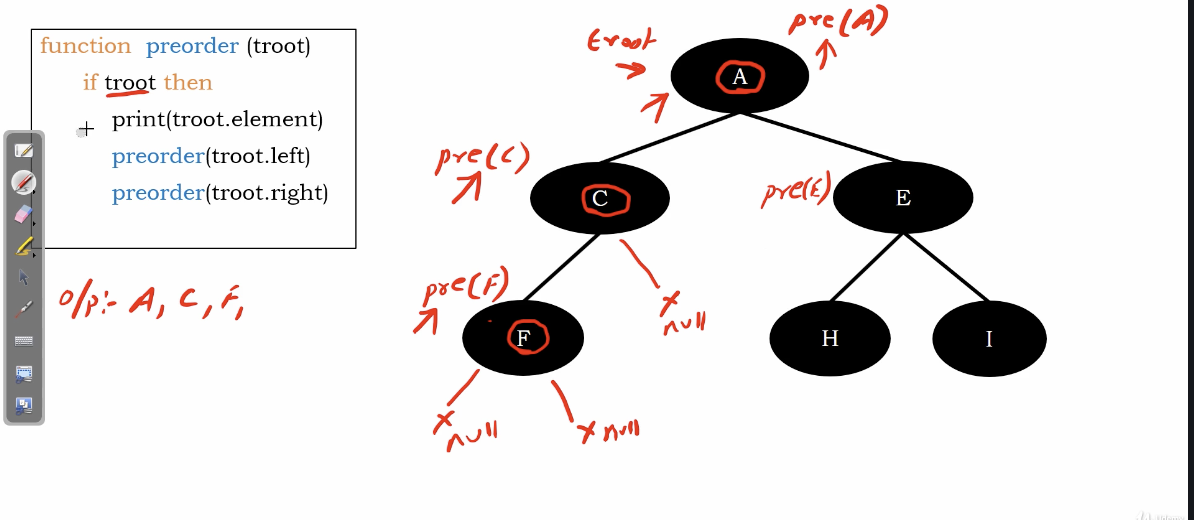 function preorder (troot)
if troot then
print(troot.element)
preorder(troot.left)
preorder(troot.right)
o/p:- A, C, F,
troot
pre(A)
A
pre(C)
C
pre(E)
E
pre(F)
F
x
null
H
I
x
null
x null